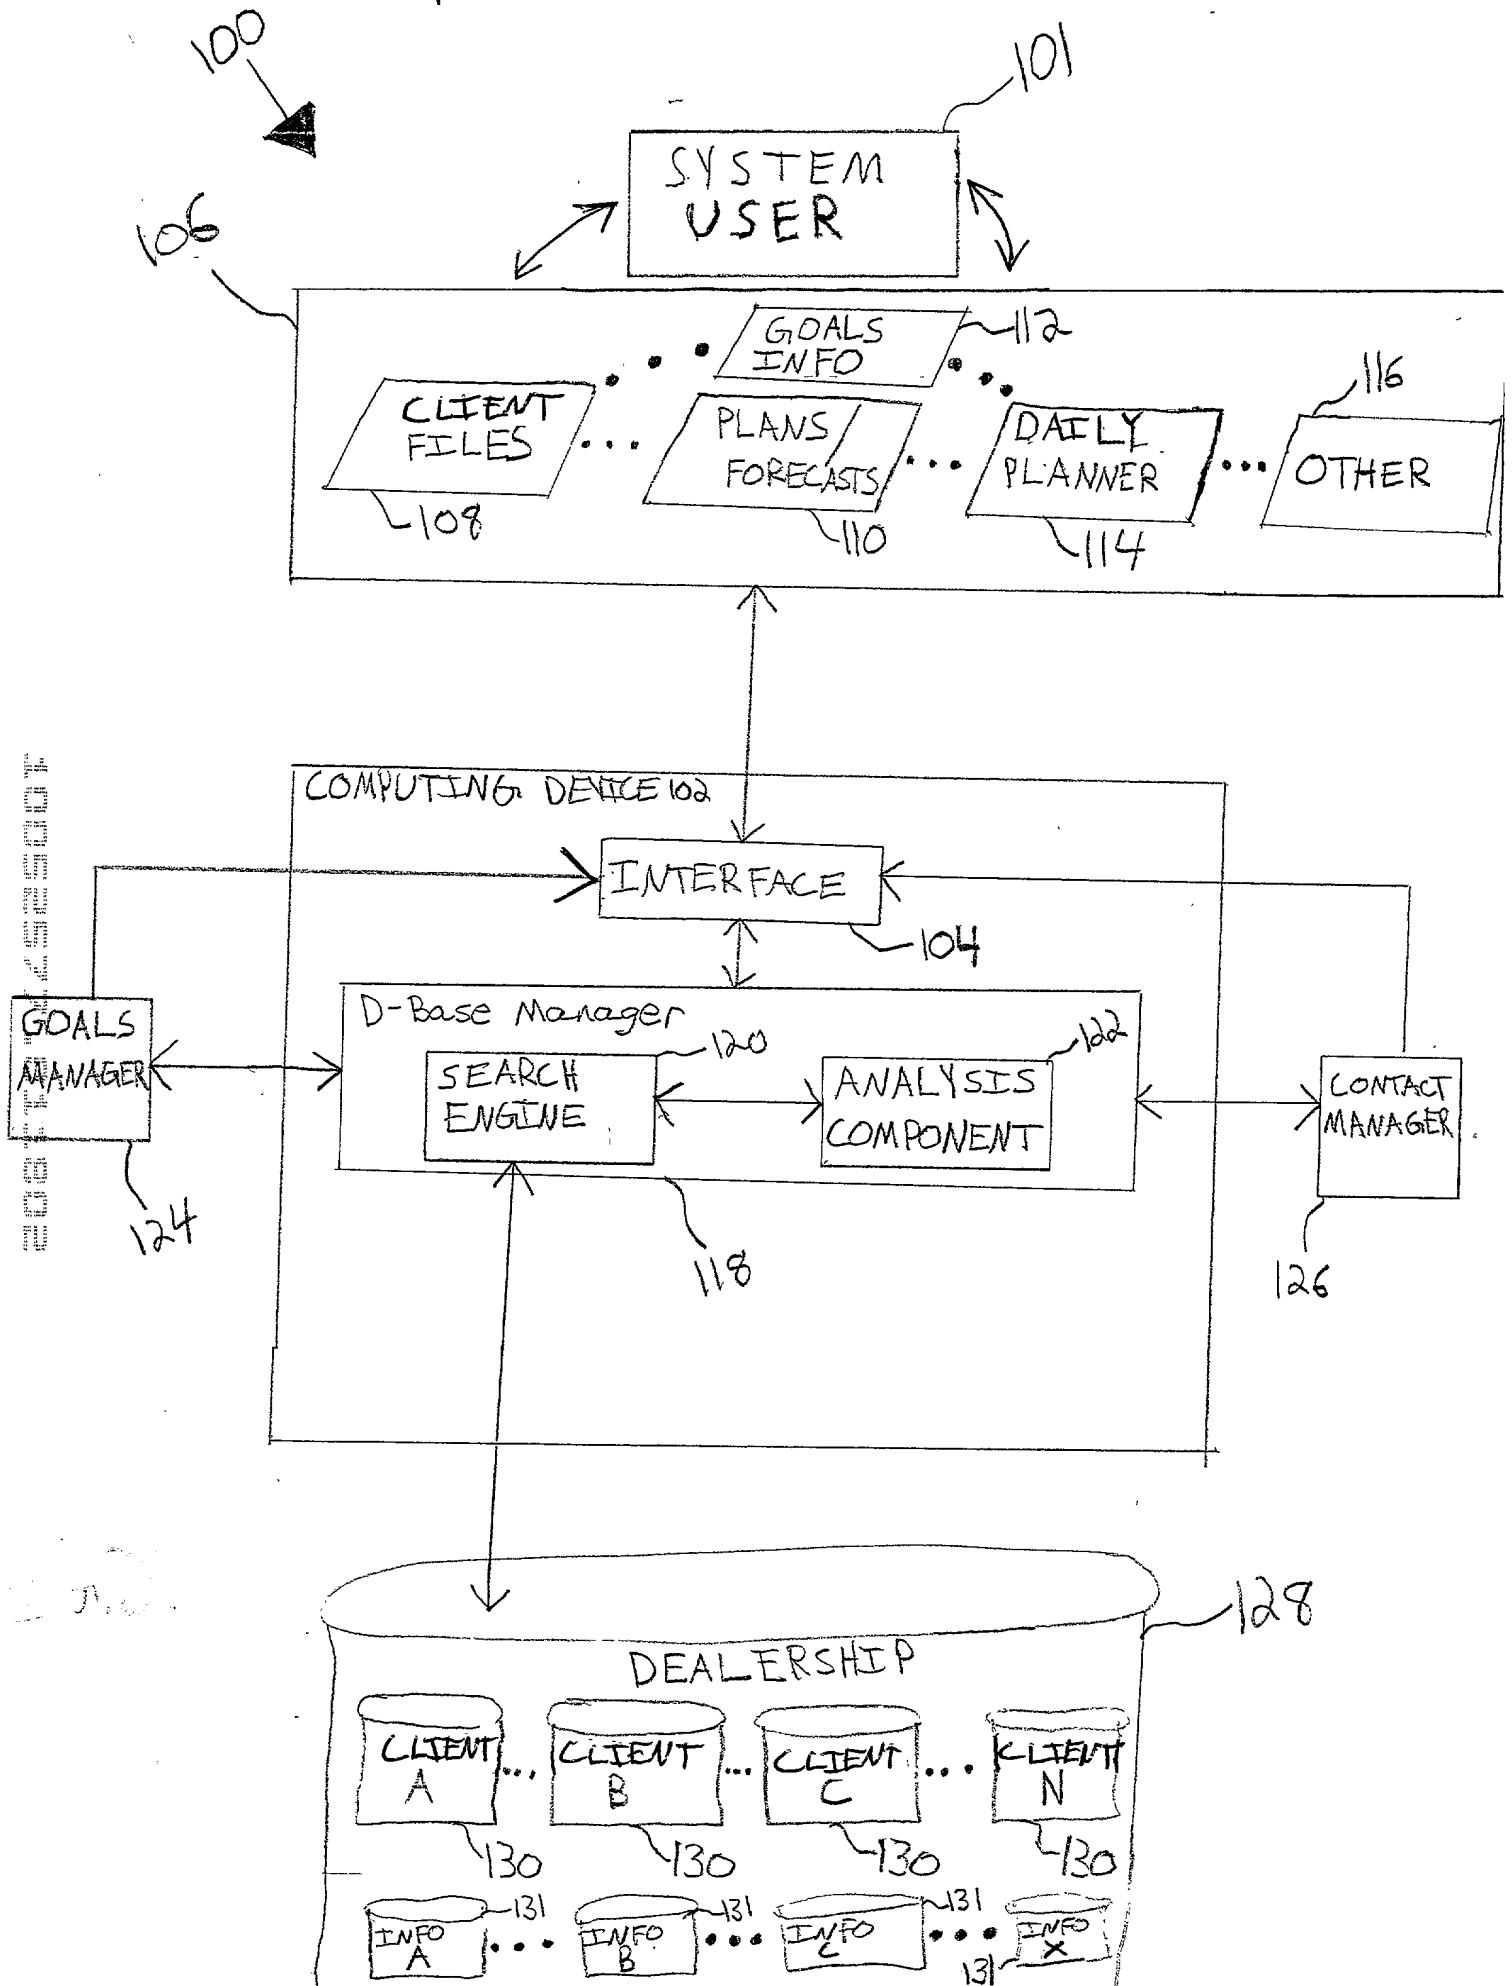 100
101
SYSTEM
USER
106
GOALS
INFO
112
CLIENT
FILES
108
PLANS/
FORECASTS
110
DAILY
PLANNER
114
116
OTHER
COMPUTING DEVICE 102
INTERFACE
104
D-Base Manager
120
SEARCH
ENGINE
122
ANALYSIS
COMPONENT
118
GOALS
MANAGER
124
CONTACT
MANAGER
126
128
DEALERSHIP
CLIENT
A
130
CLIENT
B
130
CLIENT
C
130
CLIENT
N
130
INFO
A
131
INFO
B
131
INFO
C
131
INFO
X
131